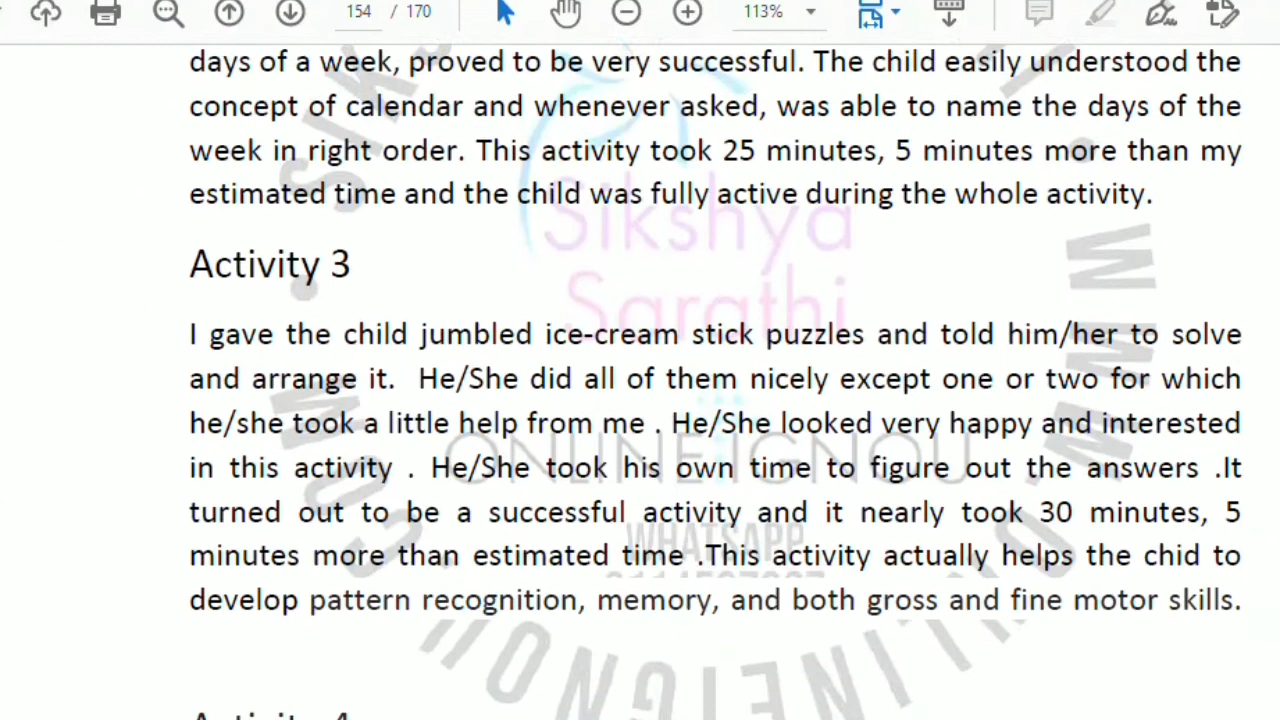 154 / 170
113%
days of a week, proved to be very successful. The child easily understood the
concept of calendar and whenever asked, was able to name the days of the
week in right order. This activity took 25 minutes, 5 minutes more than my
estimated time and the child was fully active during the whole activity.
Sikshya
Sarathi
Activity 3
I gave the child jumbled ice-cream stick puzzles and told him/her to solve
and arrange it.  He/She did all of them nicely except one or two for which
he/she took a little help from me . He/She looked very happy and interested
in this activity . He/She took his own time to figure out the answers .It
turned out to be a successful activity and it nearly took 30 minutes, 5
minutes more than estimated time .This activity actually helps the chid to
develop pattern recognition, memory, and both gross and fine motor skills.
ONLINE IGNOU
WHATSAPP
Activity 4